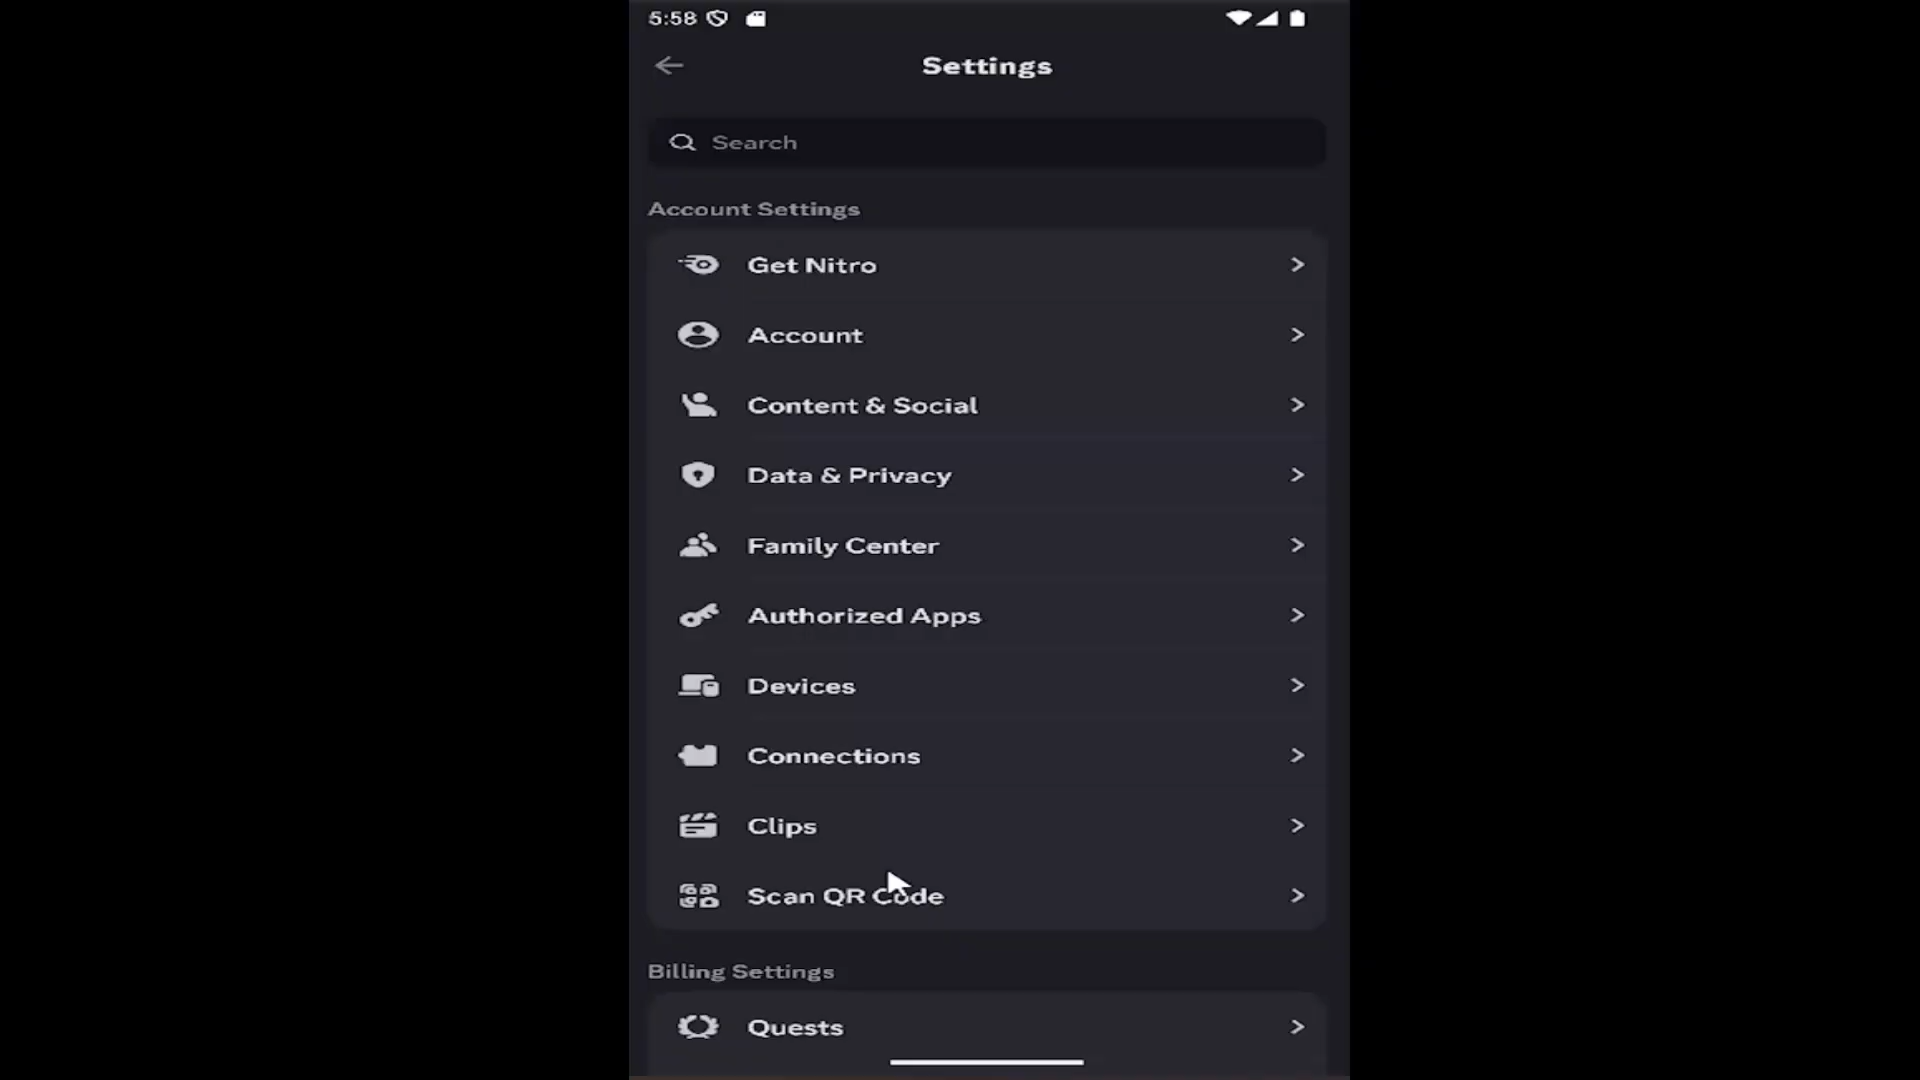 5:58
Settings
Search
Account Settings
Get Nitro
Account
Content & Social
Data & Privacy
Family Center
Authorized Apps
Devices
Connections
Clips
Scan QR Code
Billing Settings
Quests